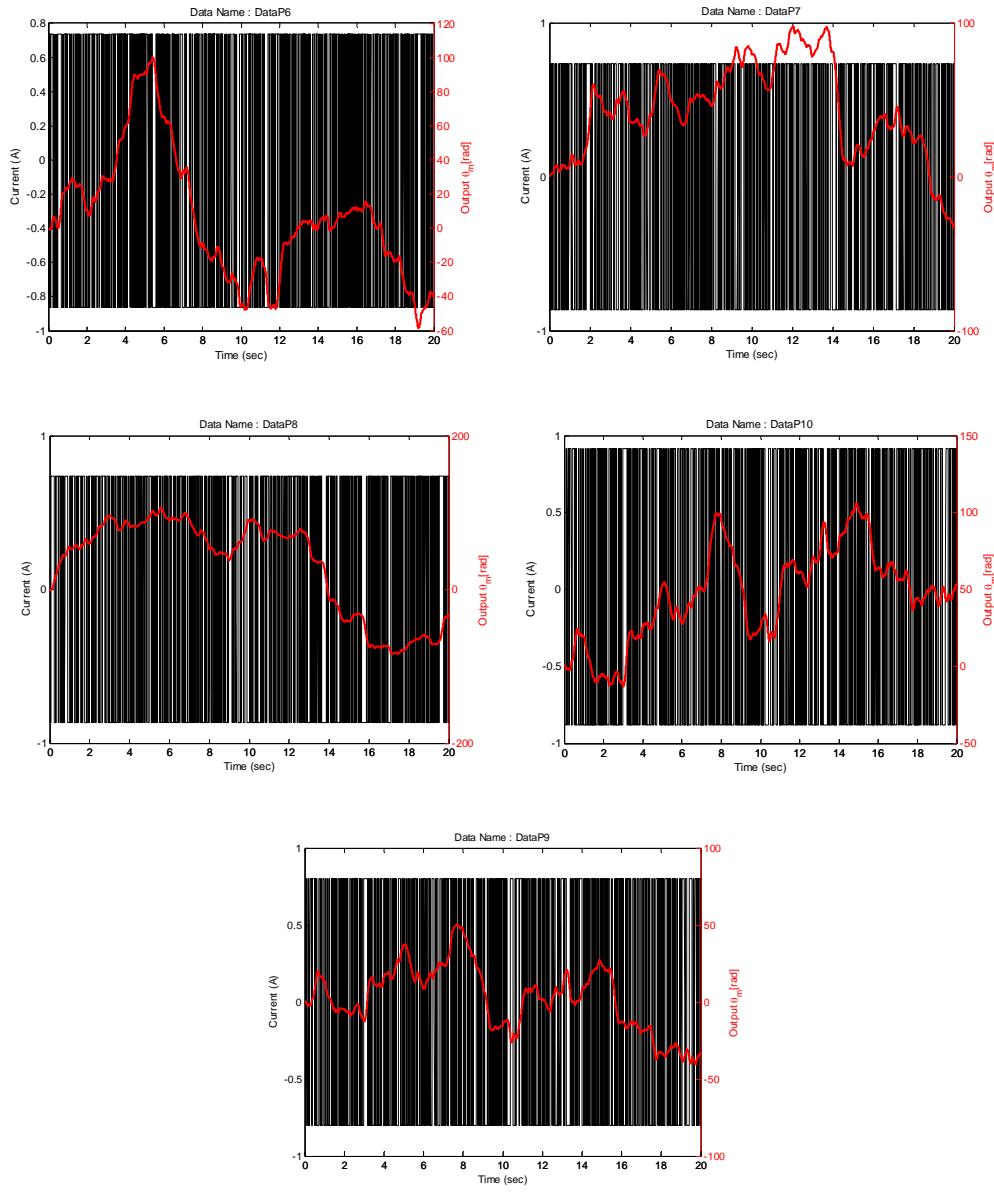 Data Name : DataP6
0.8
0.6
0.4
0.2
0
-0.2
-0.4
-0.6
-0.8
-1
Current (A)
0 2 4 6 8 10 12 14 16 18 20
Time (sec)
120
100
80
60
40
20
0
-20
-40
-60
Output θ_m[rad]
Data Name : DataP7
1
0
-1
Current (A)
0 2 4 6 8 10 12 14 16 18 20
Time (sec)
100
0
-100
Output θ_m[rad]
Data Name : DataP8
1
0
-1
Current (A)
0 2 4 6 8 10 12 14 16 18 20
Time (sec)
200
0
-200
Output θ_m[rad]
Data Name : DataP10
1
0.5
0
-0.5
-1
Current (A)
0 2 4 6 8 10 12 14 16 18 20
Time (sec)
150
100
50
0
-50
Output θ_m[rad]
Data Name : DataP9
1
0.5
0
-0.5
-1
Current (A)
0 2 4 6 8 10 12 14 16 18 20
Time (sec)
100
50
0
-50
-100
Output θ_m[rad]